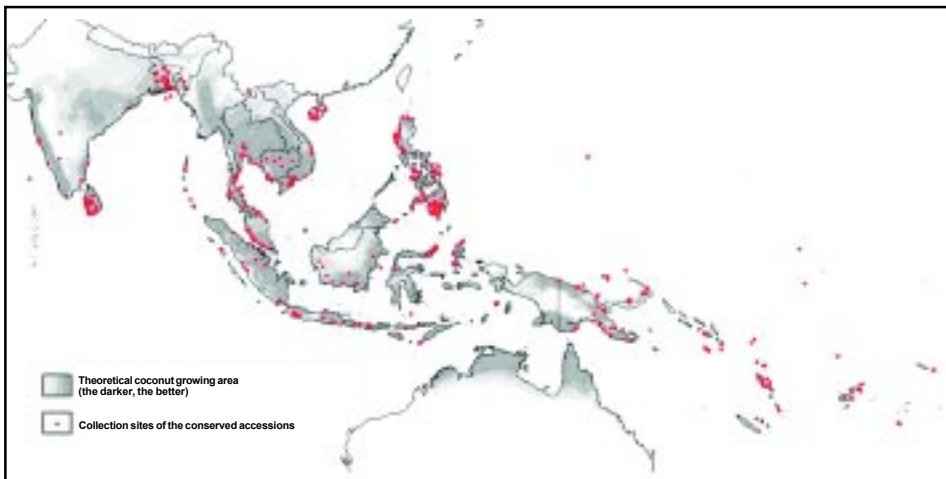 Theoretical coconut growing area
(the darker, the better)
Collection sites of the conserved accessions